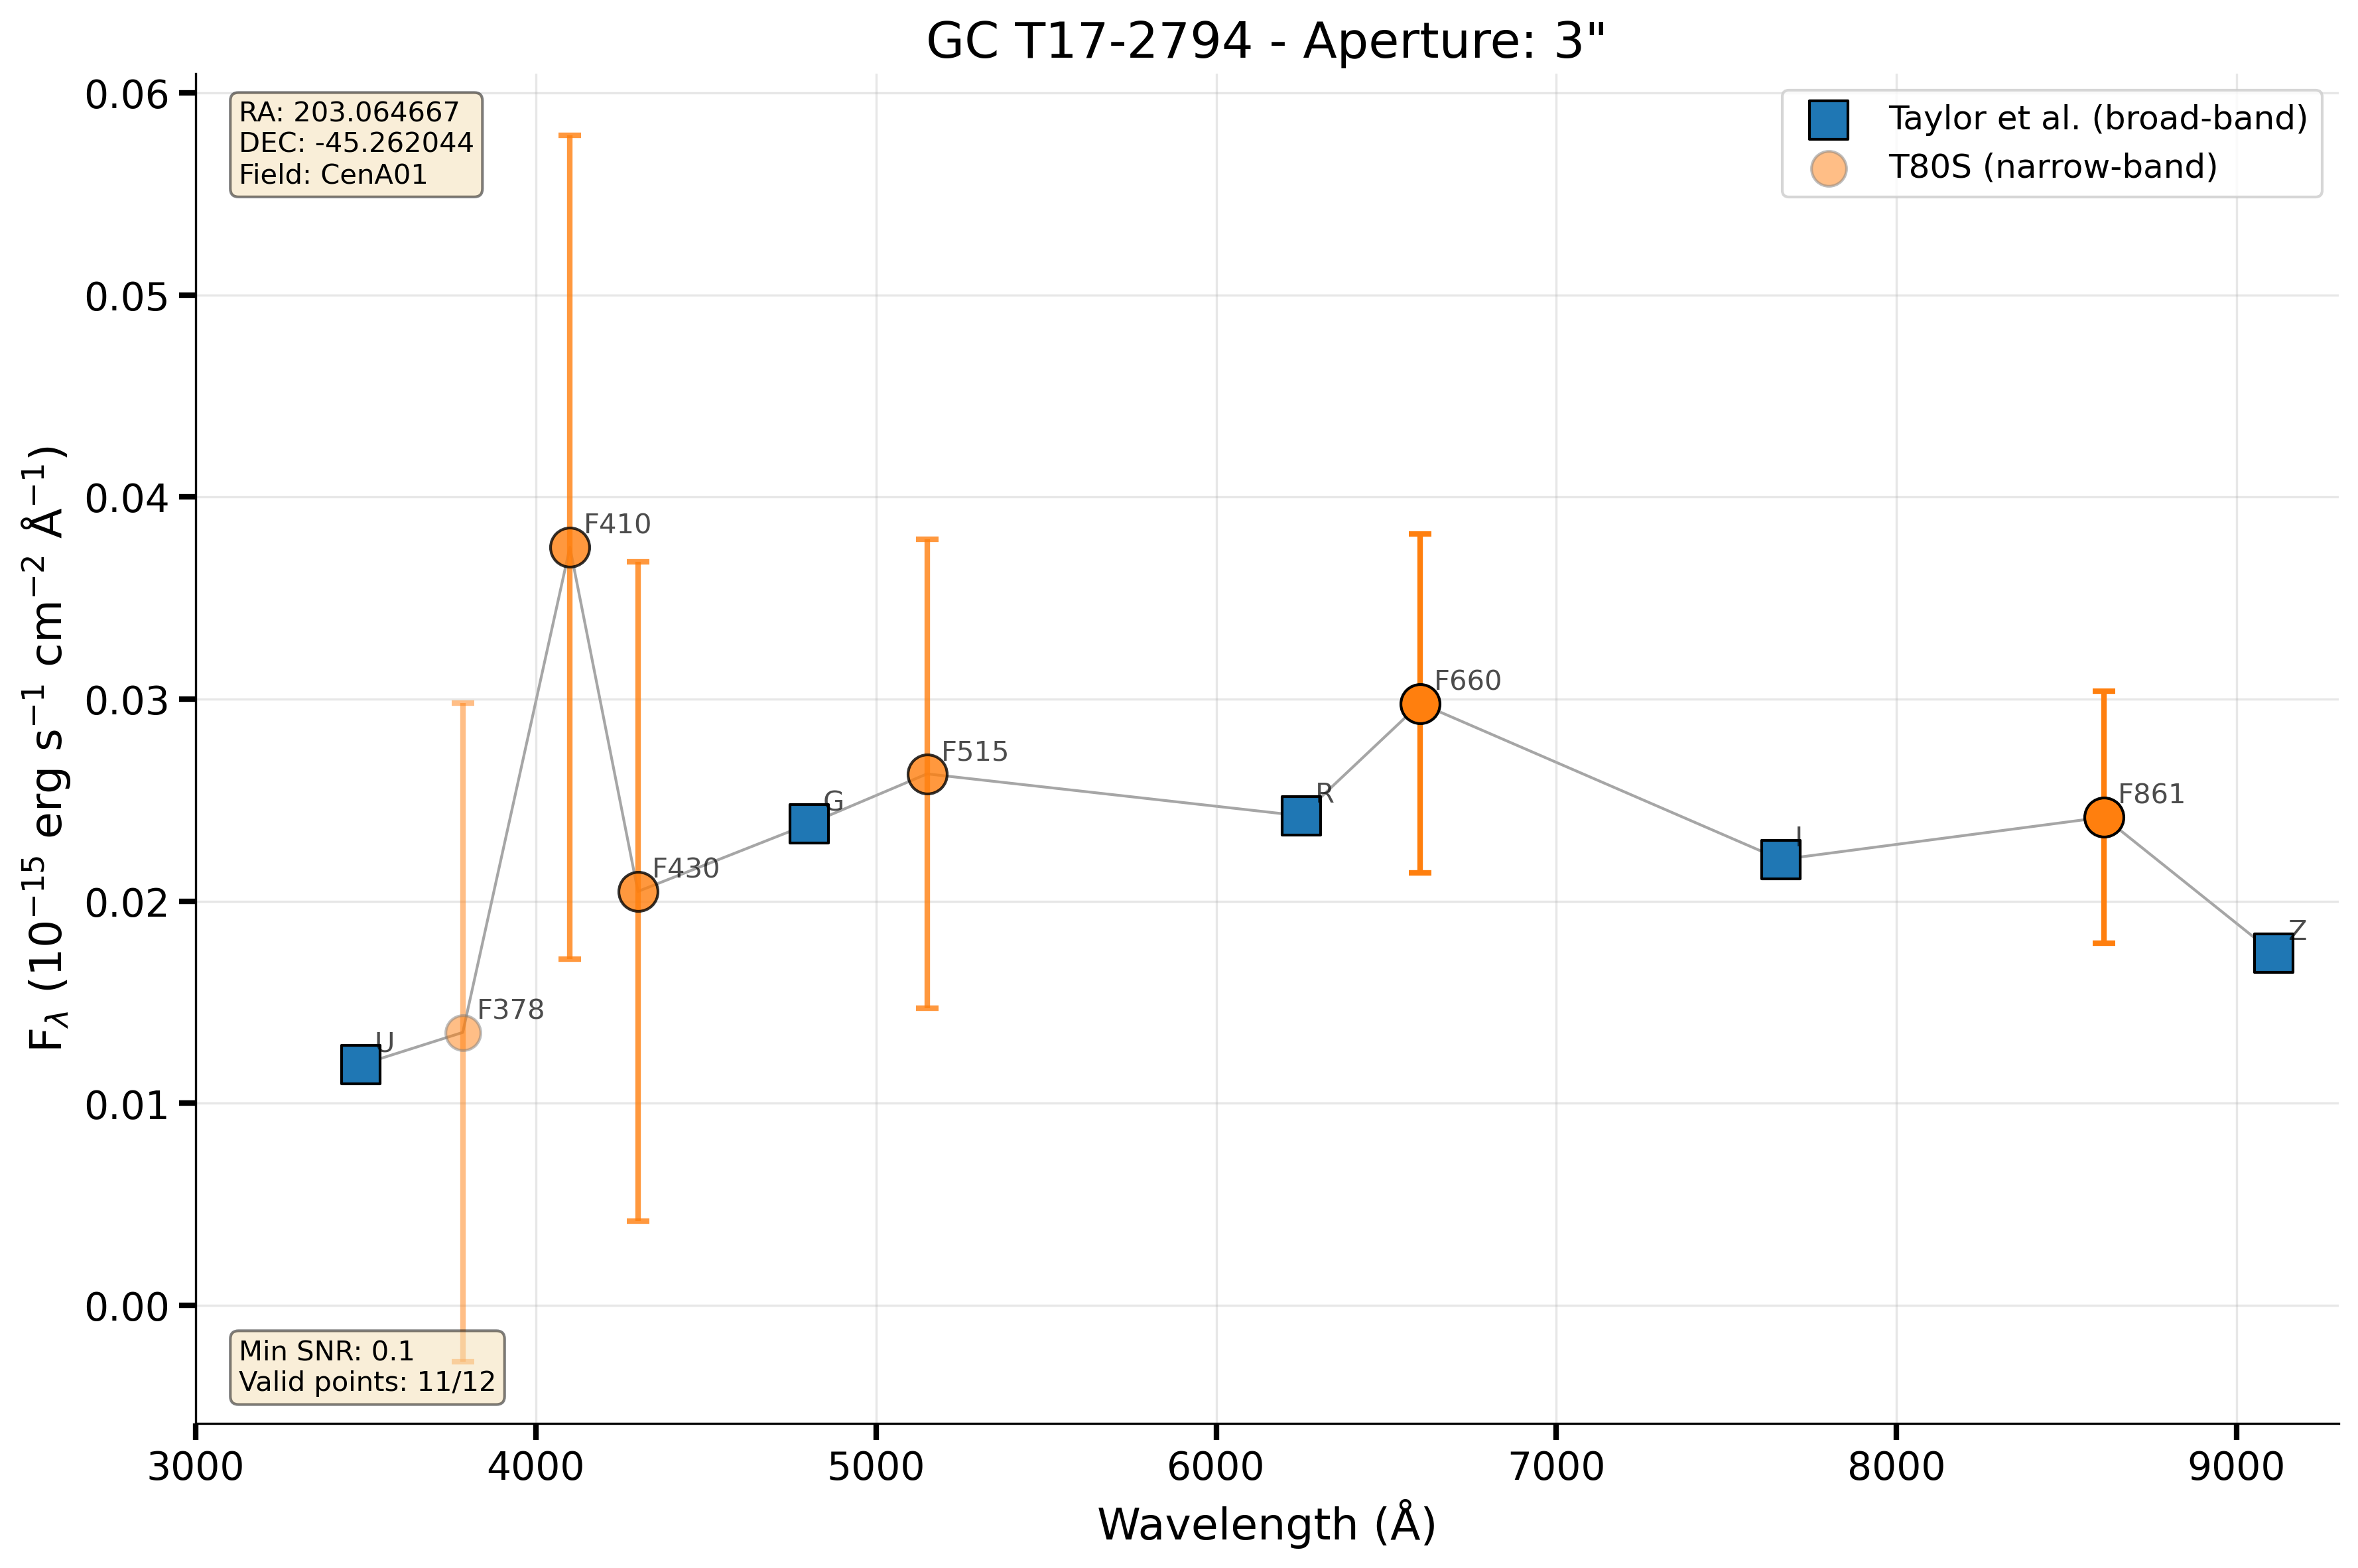 GC T17-2794 - Aperture: 3"
RA: 203.064667
DEC: -45.262044
Field: CenA01
Taylor et al. (broad-band)
T80S (narrow-band)
0.06
0.05
0.04
0.03
0.02
0.01
0.00
F_λ (10⁻¹⁵ erg s⁻¹ cm⁻² Å⁻¹)
U
F378
F410
F430
G
F515
R
F660
I
F861
Z
Min SNR: 0.1
Valid points: 11/12
3000 4000 5000 6000 7000 8000 9000
Wavelength (Å)